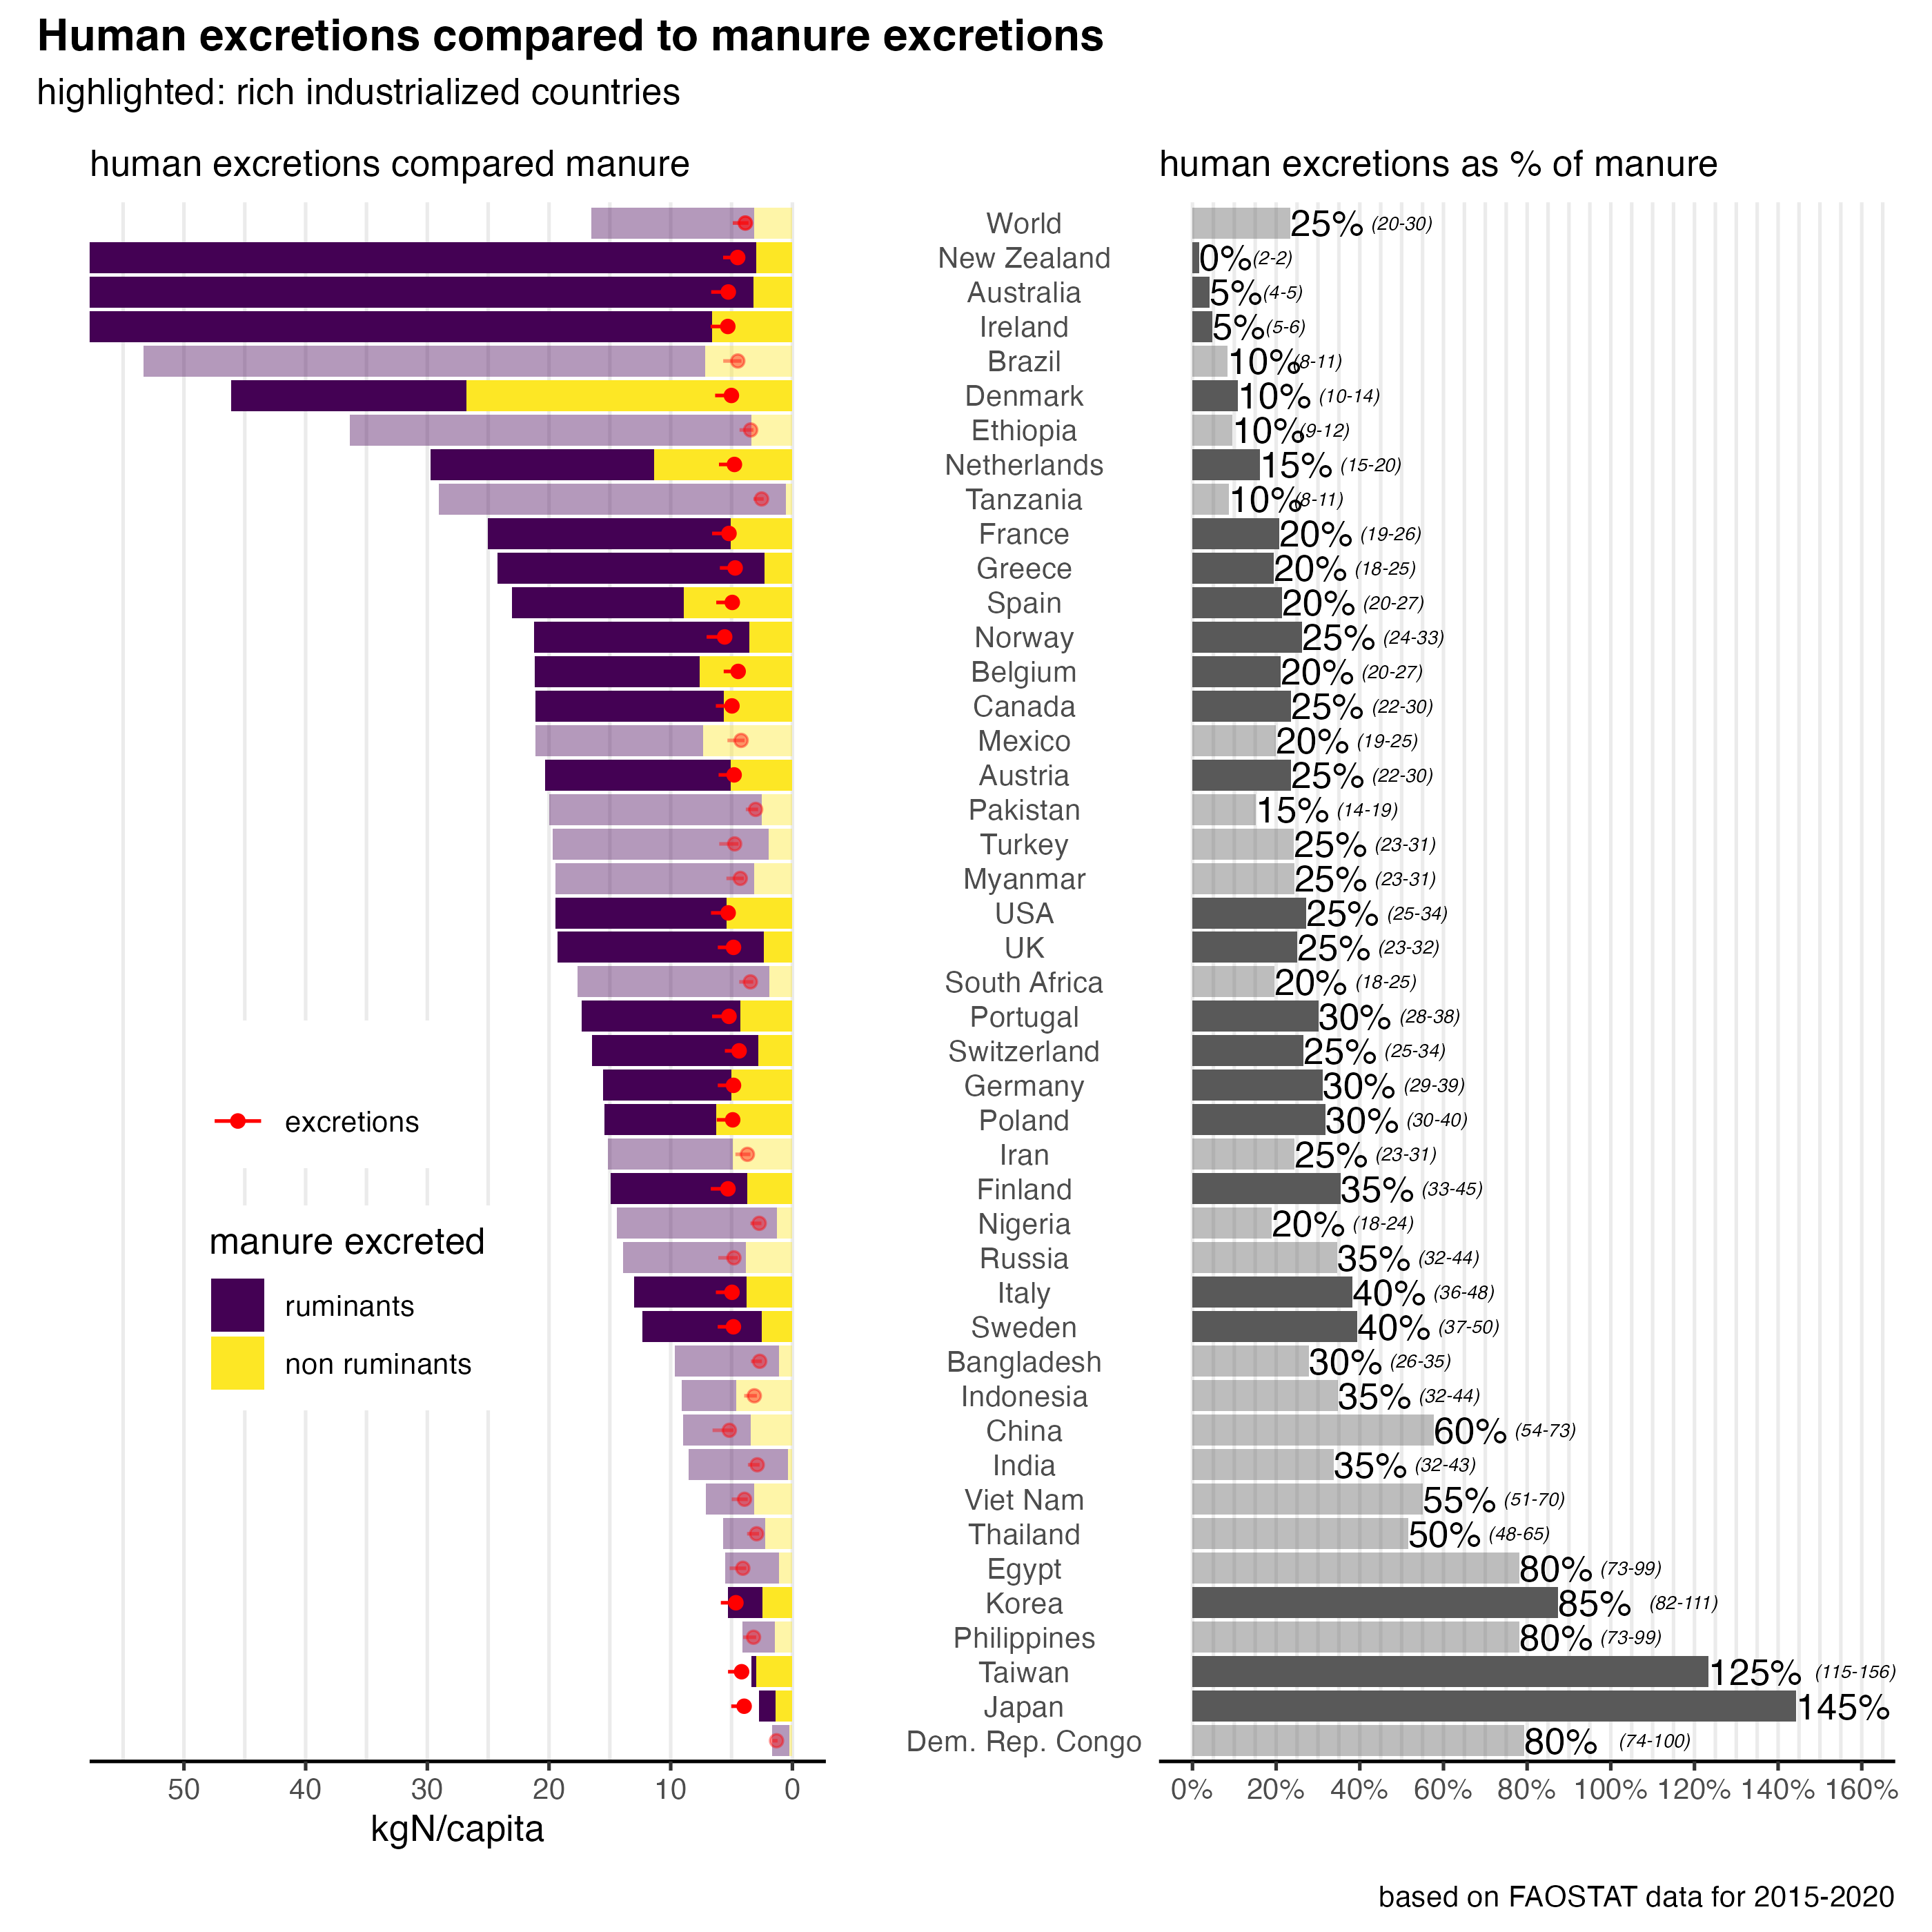 Human excretions compared to manure excretions
highlighted: rich industrialized countries
human excretions compared manure
human excretions as % of manure
World 25% (20-30)
New Zealand 0% (2-2)
Australia 5% (4-5)
Ireland 5% (5-6)
Brazil 10% (8-11)
Denmark 10% (10-14)
Ethiopia 10% (9-12)
Netherlands 15% (15-20)
Tanzania 10% (8-11)
France 20% (19-26)
Greece 20% (18-25)
Spain 20% (20-27)
Norway 25% (24-33)
Belgium 20% (20-27)
Canada 25% (22-30)
Mexico 20% (19-25)
Austria 25% (22-30)
Pakistan 15% (14-19)
Turkey 25% (23-31)
Myanmar 25% (23-31)
USA 25% (25-34)
UK 25% (23-32)
South Africa 20% (18-25)
Portugal 30% (28-38)
Switzerland 25% (25-34)
Germany 30% (29-39)
Poland 30% (30-40)
Iran 25% (23-31)
Finland 35% (33-45)
Nigeria 20% (18-24)
Russia 35% (32-44)
Italy 40% (36-48)
Sweden 40% (37-50)
Bangladesh 30% (26-35)
Indonesia 35% (32-44)
China 60% (54-73)
India 35% (32-43)
Viet Nam 55% (51-70)
Thailand 50% (48-65)
Egypt 80% (73-99)
Korea 85% (82-111)
Philippines 80% (73-99)
Taiwan 125% (115-156)
Japan 145%
Dem. Rep. Congo 80% (74-100)
excretions
manure excreted
ruminants
non ruminants
50 40 30 20 10 0
kgN/capita
0% 20% 40% 60% 80% 100% 120% 140% 160%
based on FAOSTAT data for 2015-2020